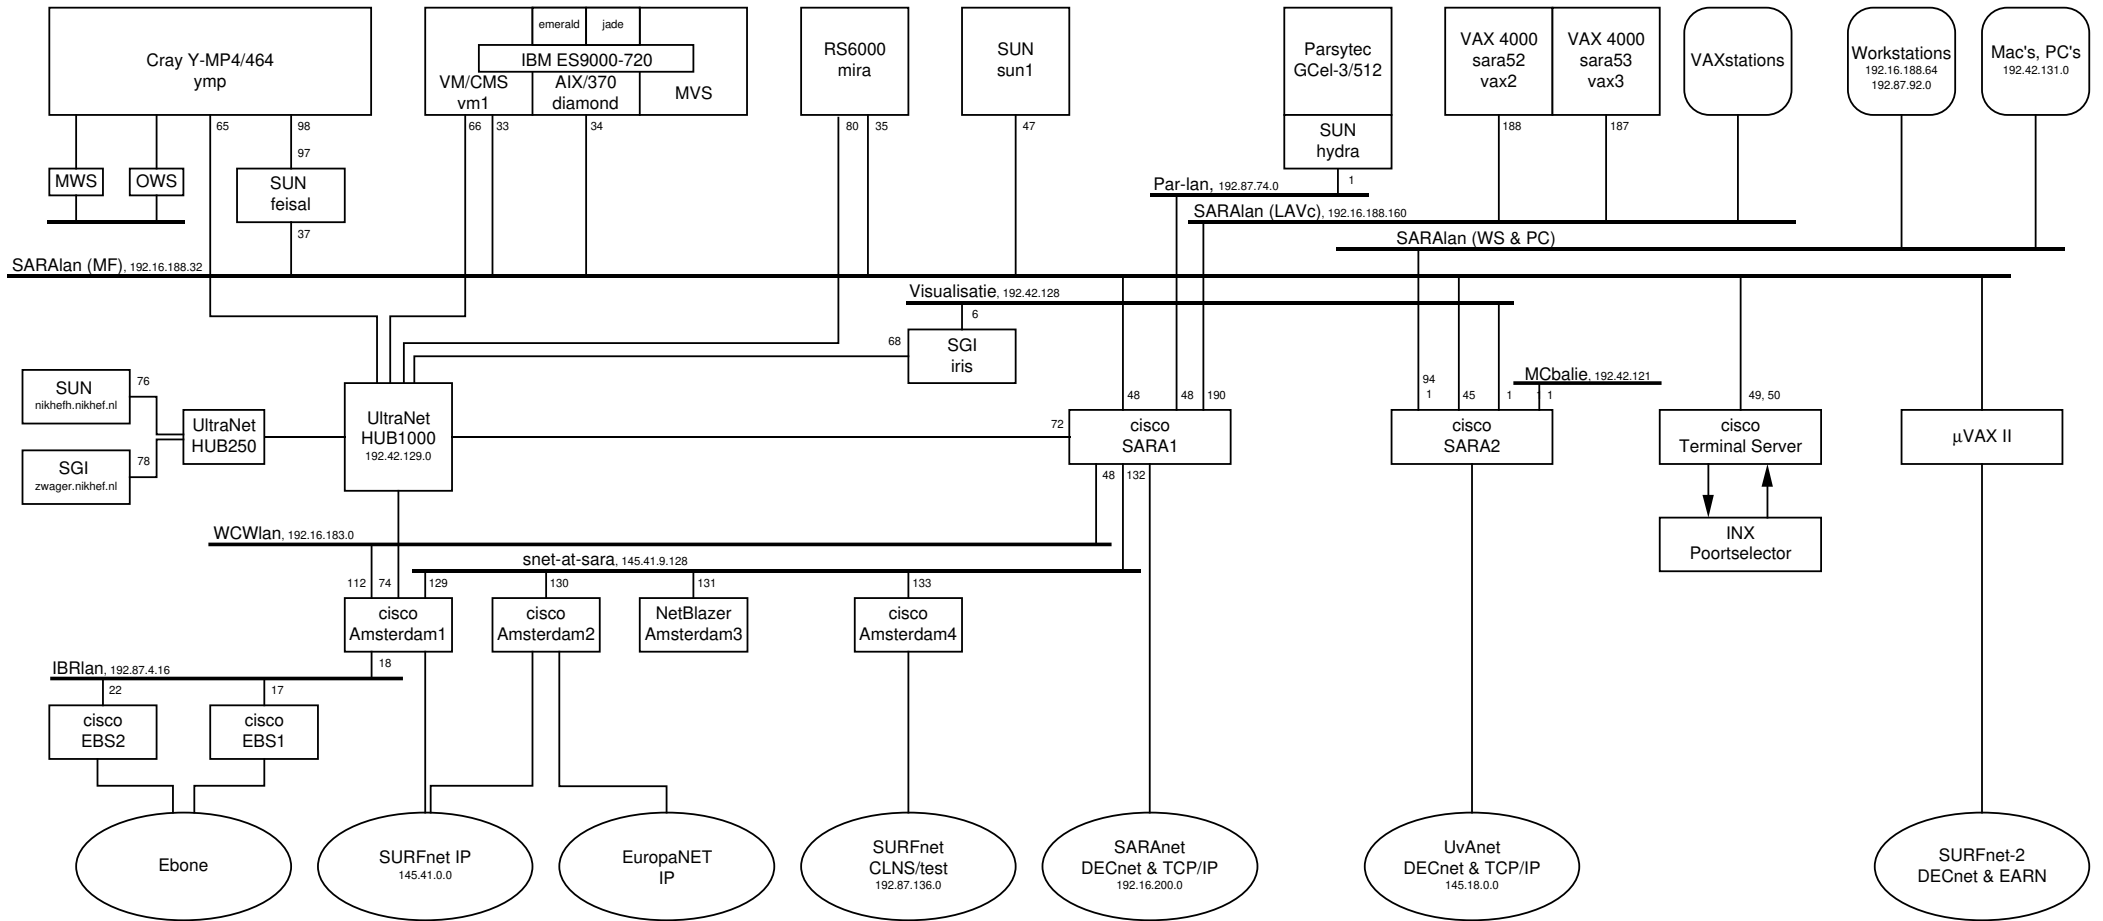 emerald
jade
Cray Y-MP4/464
ymp
IBM ES9000-720
VM/CMS
vm1
AIX/370
diamond
MVS
RS6000
mira
SUN
sun1
Parsytec
GCel-3/512
SUN
hydra
VAX 4000
sara52
vax2
VAX 4000
sara53
vax3
VAXstations
Workstations
192.16.188.64
192.87.92.0
Mac's, PC's
192.42.131.0
65
98
97
66
33
34
80
35
47
188
187
1
MWS
OWS
SUN
feisal
37
Par-lan, 192.87.74.0
SARAlan (LAVc), 192.16.188.160
SARAlan (WS & PC)
SARAlan (MF), 192.16.188.32
Visualisatie, 192.42.128
6
68
SGI
iris
MCbalie, 192.42.121
SUN
nikhefh.nikhef.nl
76
SGI
zwager.nikhef.nl
78
UltraNet
HUB250
UltraNet
HUB1000
192.42.129.0
72
48
48
190
cisco
SARA1
48
132
94
1
45
1
1
1
cisco
SARA2
49, 50
cisco
Terminal Server
INX
Poortselector
µVAX II
WCWlan, 192.16.183.0
snet-at-sara, 145.41.9.128
112
74
129
130
131
133
cisco
Amsterdam1
cisco
Amsterdam2
NetBlazer
Amsterdam3
cisco
Amsterdam4
18
IBRlan, 192.87.4.16
22
17
cisco
EBS2
cisco
EBS1
Ebone
SURFnet IP
145.41.0.0
EuropaNET
IP
SURFnet
CLNS/test
192.87.136.0
SARAnet
DECnet & TCP/IP
192.16.200.0
UvAnet
DECnet & TCP/IP
145.18.0.0
SURFnet-2
DECnet & EARN